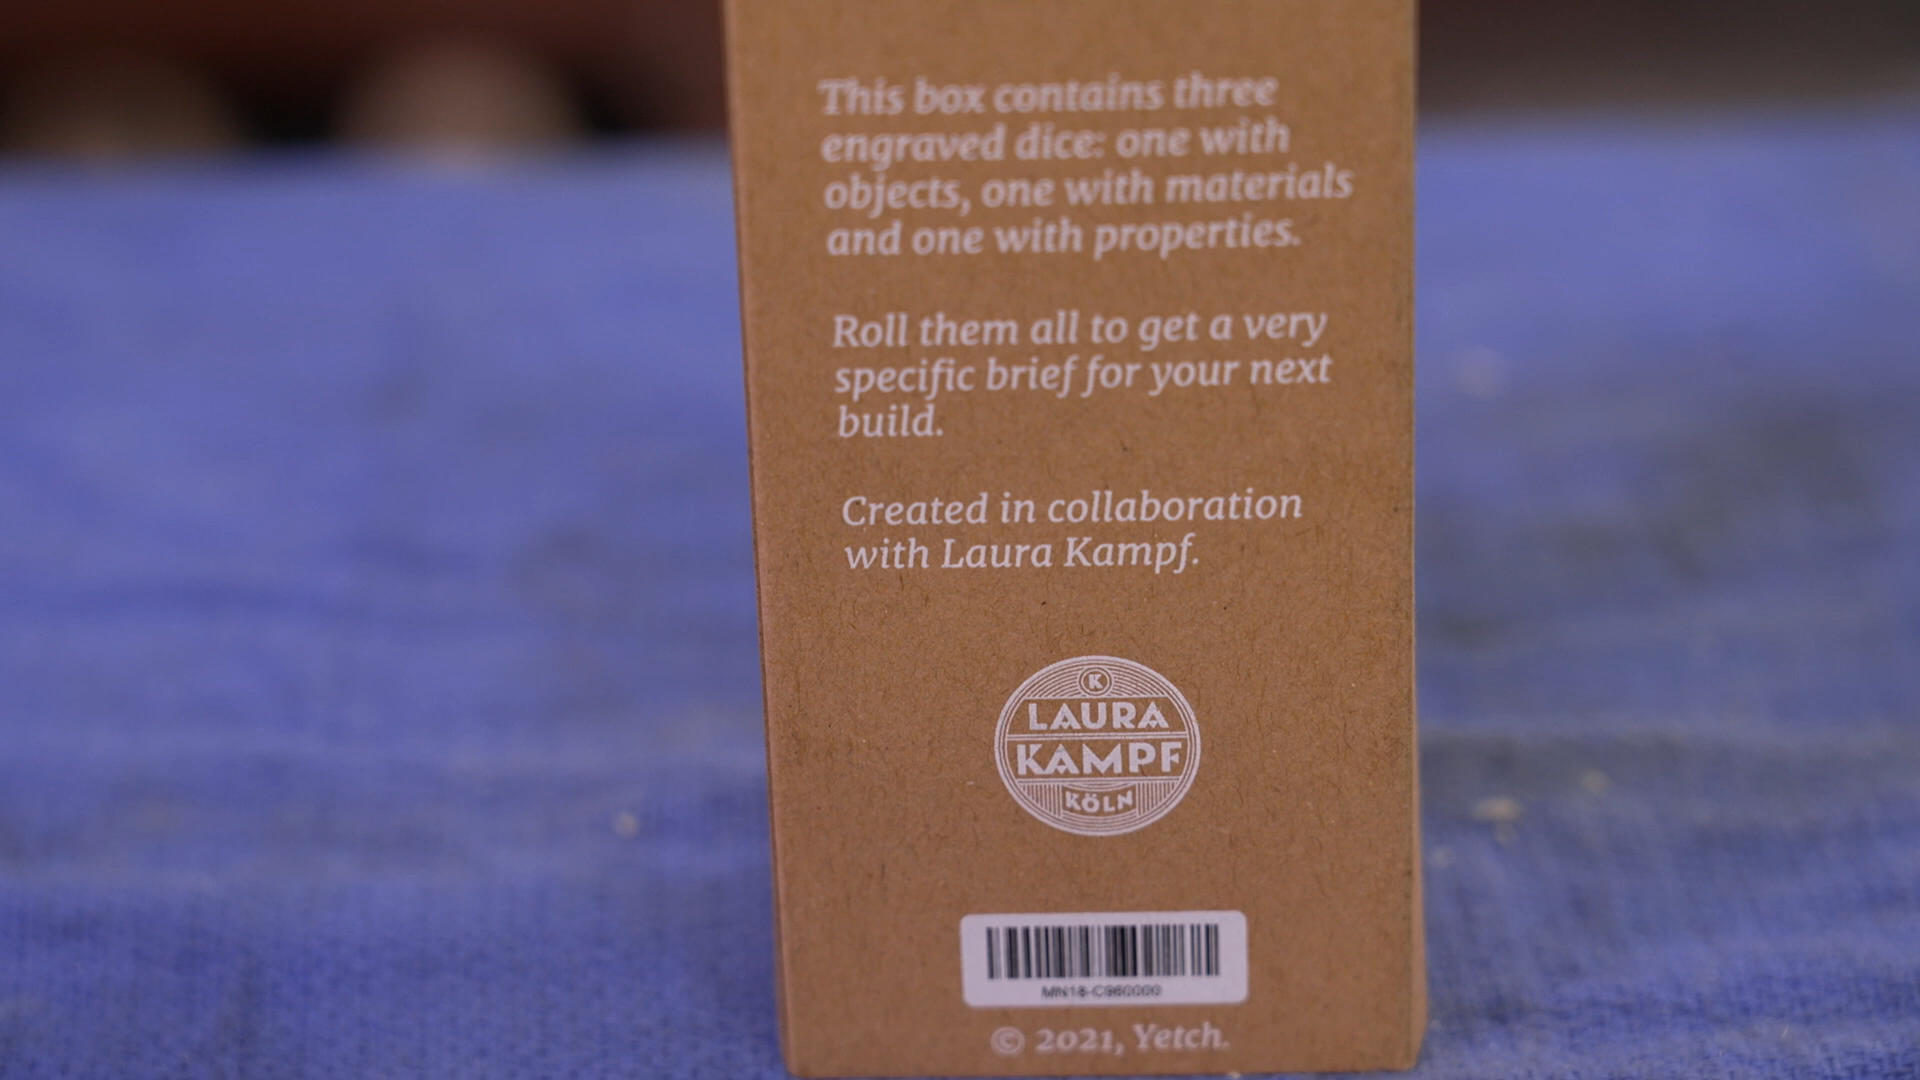 This box contains three
engraved dice: one with
objects, one with materials
and one with properties.
Roll them all to get a very
specific brief for your next
build.
Created in collaboration
with Laura Kampf.
K
LAURA
KAMPF
KÖLN
MN18-C960000
© 2021, Yetch.